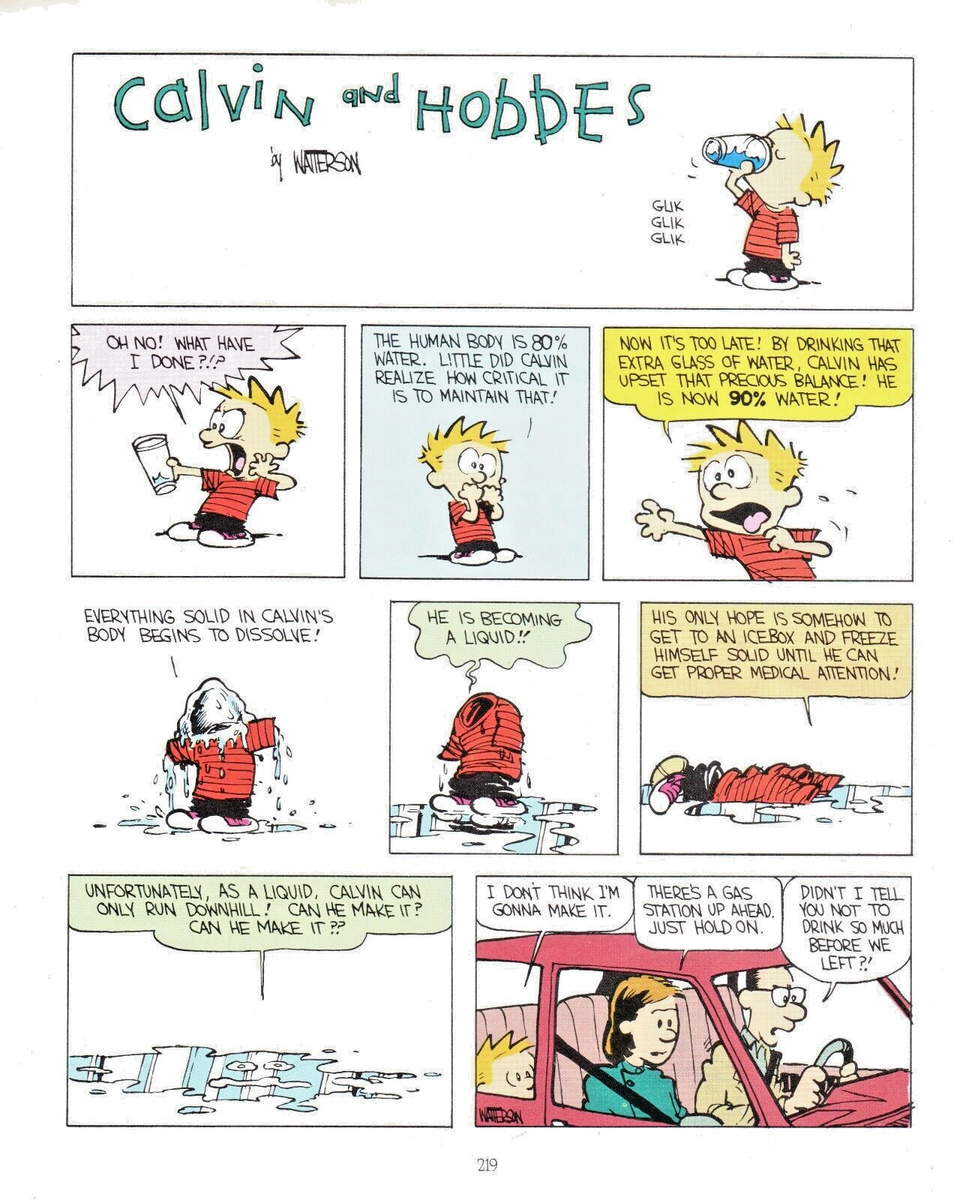 Calvin and HobbEs
by WATTERSON
GLIK
GLIK
GLIK
OH NO! WHAT HAVE
I DONE?!?
THE HUMAN BODY IS 80%
WATER. LITTLE DID CALVIN
REALIZE HOW CRITICAL IT
IS TO MAINTAIN THAT!
NOW IT'S TOO LATE! BY DRINKING THAT
EXTRA GLASS OF WATER, CALVIN HAS
UPSET THAT PRECIOUS BALANCE! HE
IS NOW 90% WATER!
EVERYTHING SOLID IN CALVIN'S
BODY BEGINS TO DISSOLVE!
HE IS BECOMING
A LIQUID!!
HIS ONLY HOPE IS SOMEHOW TO
GET TO AN ICEBOX AND FREEZE
HIMSELF SOLID UNTIL HE CAN
GET PROPER MEDICAL ATTENTION!
UNFORTUNATELY, AS A LIQUID, CALVIN CAN
ONLY RUN DOWNHILL! CAN HE MAKE IT?
CAN HE MAKE IT??
I DON'T THINK I'M
GONNA MAKE IT.
THERE'S A GAS
STATION UP AHEAD.
JUST HOLD ON.
DIDN'T I TELL
YOU NOT TO
DRINK SO MUCH
BEFORE WE
LEFT?!
WATTERSON
219